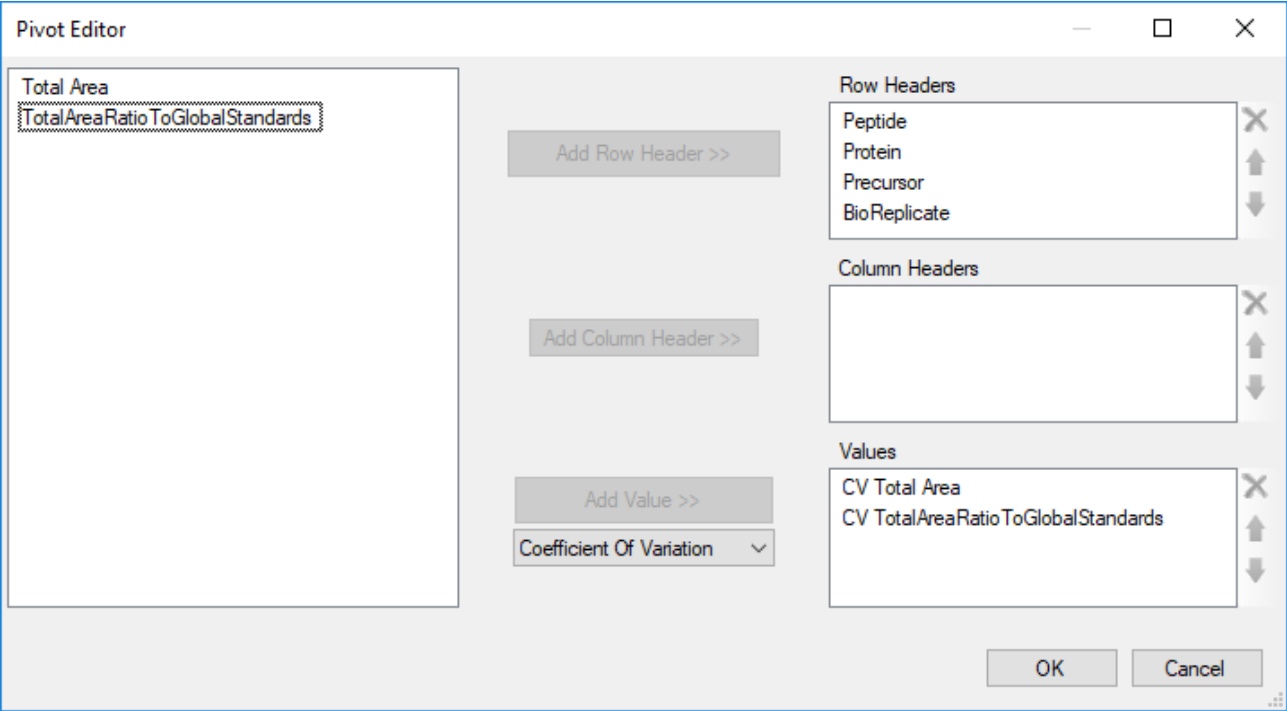 Pivot Editor
Total Area
TotalAreaRatioToGlobalStandards
Add Row Header >>
Add Column Header >>
Add Value >>
Coefficient Of Variation
Row Headers
Peptide
Protein
Precursor
BioReplicate
Column Headers
Values
CV Total Area
CV TotalAreaRatioToGlobalStandards
OK
Cancel